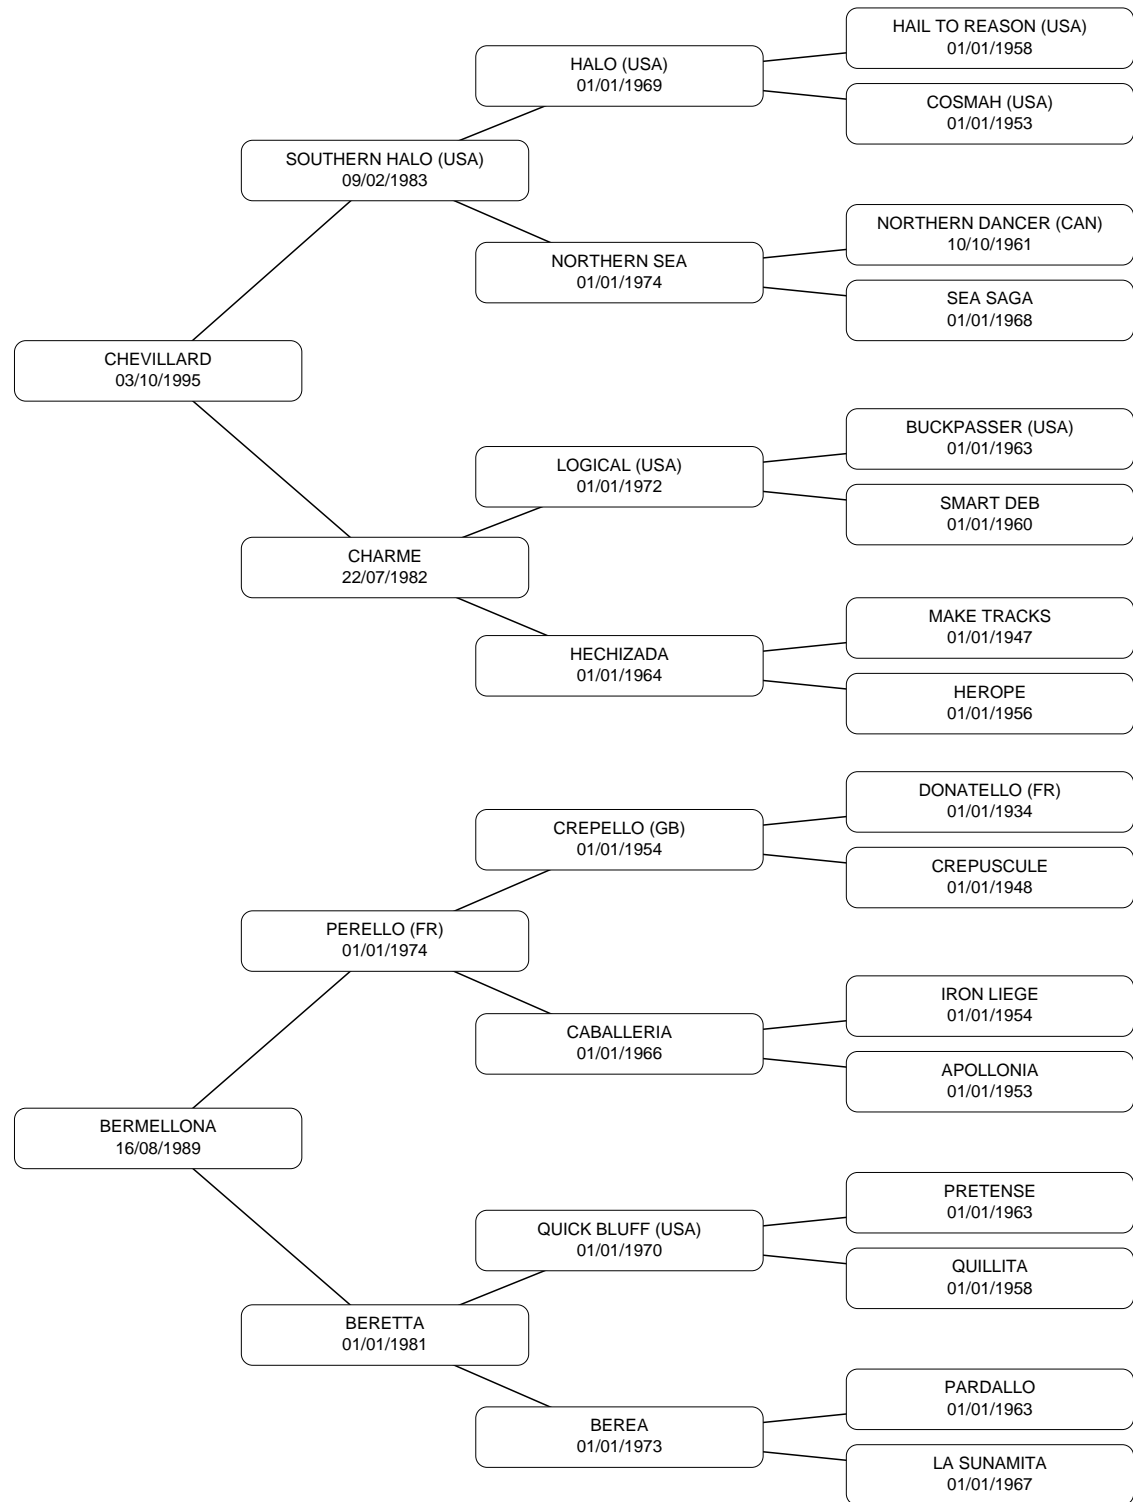 HAIL TO REASON (USA)
01/01/1958
HALO (USA)
01/01/1969
COSMAH (USA)
01/01/1953
SOUTHERN HALO (USA)
09/02/1983
NORTHERN DANCER (CAN)
10/10/1961
NORTHERN SEA
01/01/1974
SEA SAGA
01/01/1968
CHEVILLARD
03/10/1995
BUCKPASSER (USA)
01/01/1963
LOGICAL (USA)
01/01/1972
SMART DEB
01/01/1960
CHARME
22/07/1982
MAKE TRACKS
01/01/1947
HECHIZADA
01/01/1964
HEROPE
01/01/1956
DONATELLO (FR)
01/01/1934
CREPELLO (GB)
01/01/1954
CREPUSCULE
01/01/1948
PERELLO (FR)
01/01/1974
IRON LIEGE
01/01/1954
CABALLERIA
01/01/1966
APOLLONIA
01/01/1953
BERMELLONA
16/08/1989
PRETENSE
01/01/1963
QUICK BLUFF (USA)
01/01/1970
QUILLITA
01/01/1958
BERETTA
01/01/1981
PARDALLO
01/01/1963
BEREA
01/01/1973
LA SUNAMITA
01/01/1967